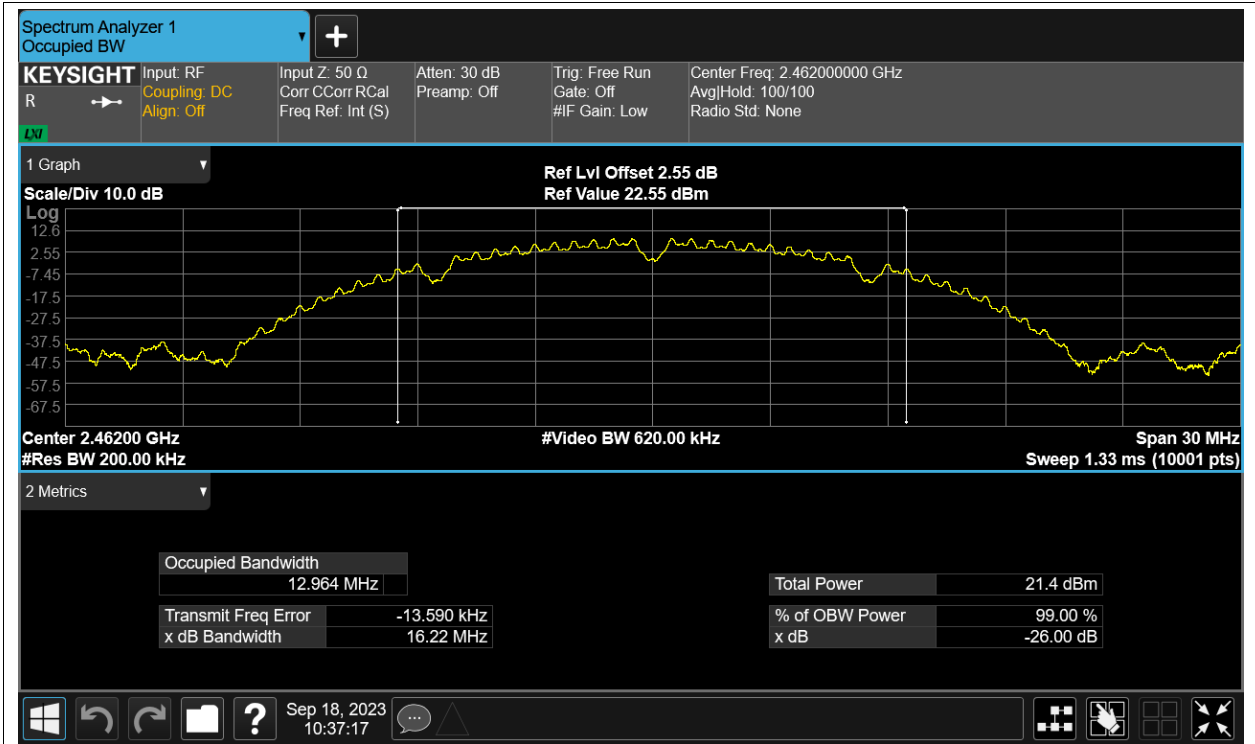 Spectrum Analyzer 1
Occupied BW
KEYSIGHT
R
LXI
Input: RF
Coupling: DC
Align: Off
Input Z: 50 Ω
Corr CCorr RCal
Freq Ref: Int (S)
Atten: 30 dB
Preamp: Off
Trig: Free Run
Gate: Off
#IF Gain: Low
Center Freq: 2.462000000 GHz
Avg|Hold: 100/100
Radio Std: None
1 Graph
Ref Lvl Offset 2.55 dB
Scale/Div 10.0 dB
Ref Value 22.55 dBm
Log
12.6
2.55
-7.45
-17.5
-27.5
-37.5
-47.5
-57.5
-67.5
Center 2.46200 GHz
#Video BW 620.00 kHz
Span 30 MHz
#Res BW 200.00 kHz
Sweep 1.33 ms (10001 pts)
2 Metrics
Occupied Bandwidth
12.964 MHz
Total Power 21.4 dBm
Transmit Freq Error -13.590 kHz
% of OBW Power 99.00 %
x dB Bandwidth 16.22 MHz
x dB -26.00 dB
?
Sep 18, 2023
10:37:17